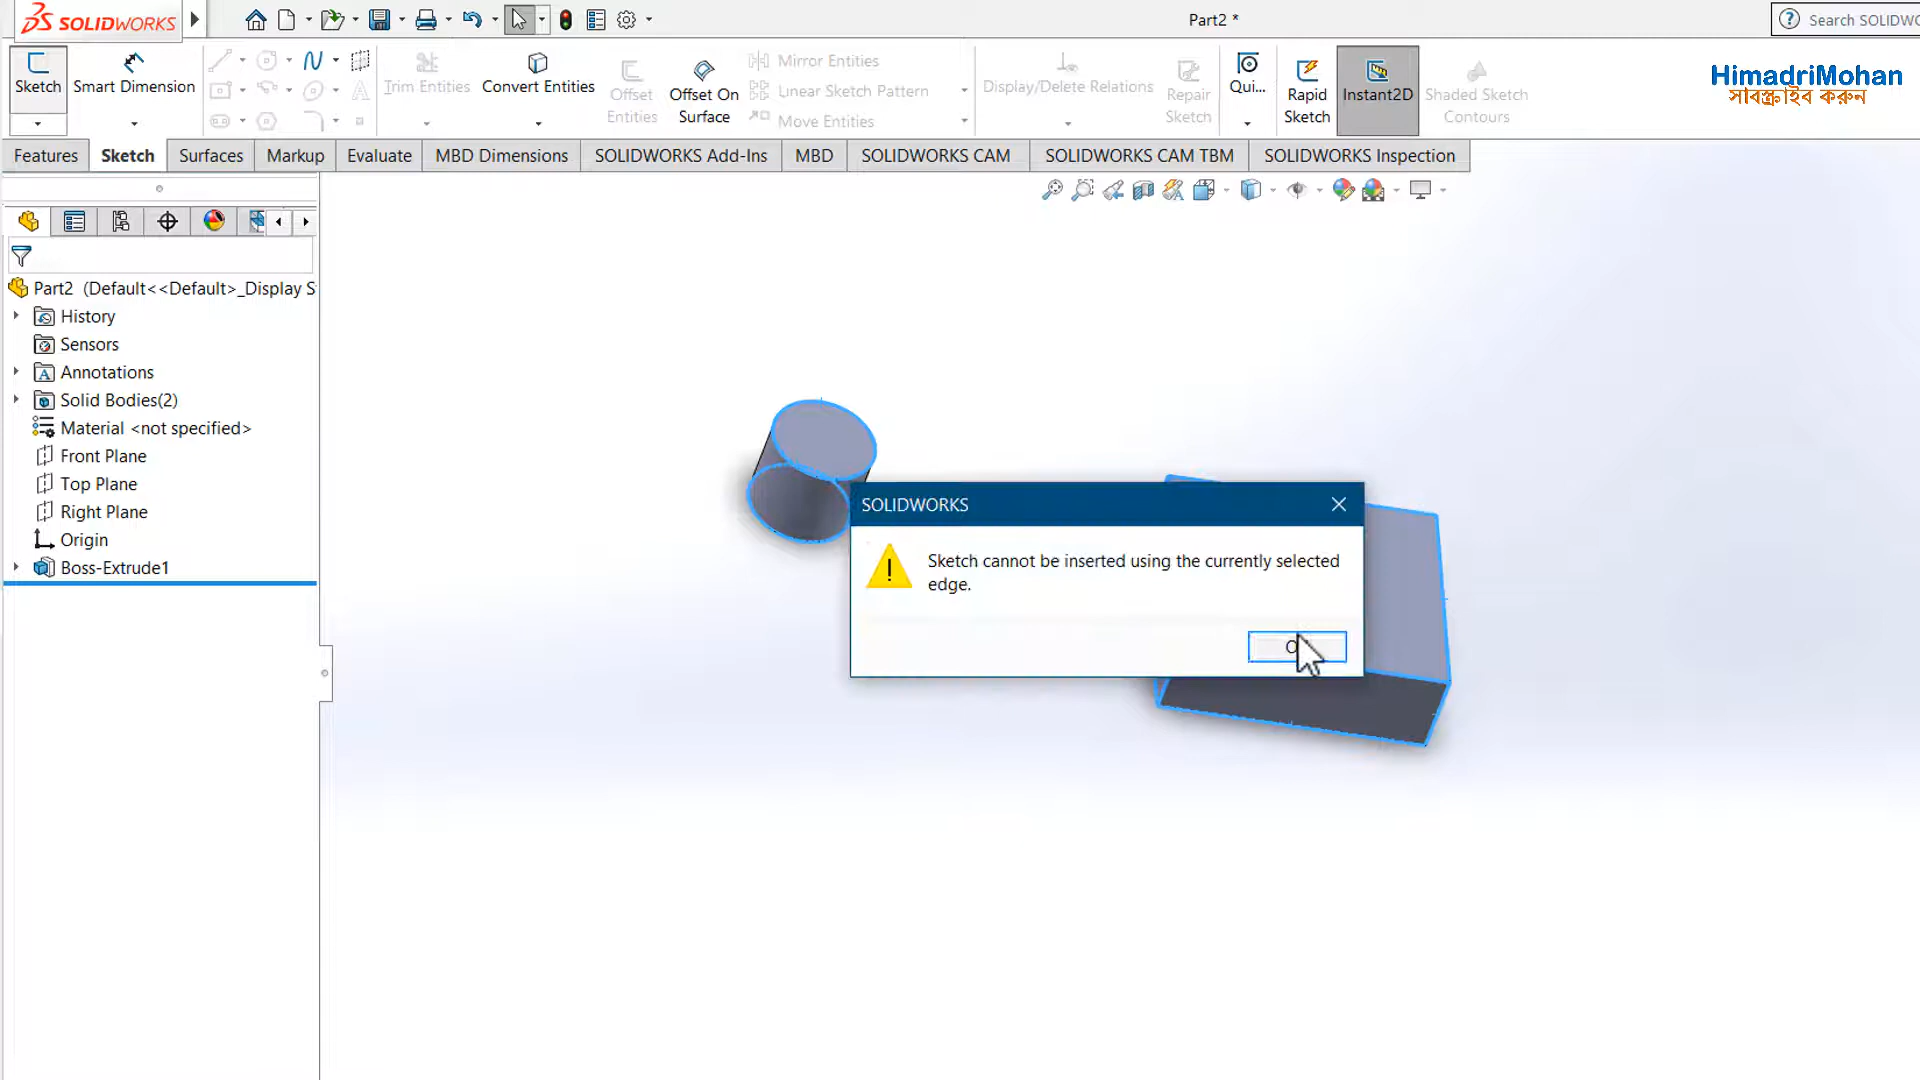 SOLIDWORKS
Part2 *
Search SOLIDWO
Sketch
Smart Dimension
Trim Entities
Convert Entities
Offset
Entities
Offset On
Surface
Mirror Entities
Linear Sketch Pattern
Move Entities
Display/Delete Relations
Repair
Sketch
Qui...
Rapid
Sketch
Instant2D
Shaded Sketch
Contours
HimadriMohan
সাবস্ক্রাইব করুন
Features
Sketch
Surfaces
Markup
Evaluate
MBD Dimensions
SOLIDWORKS Add-Ins
MBD
SOLIDWORKS CAM
SOLIDWORKS CAM TBM
SOLIDWORKS Inspection
Part2 (Default<<Default>_Display S
History
Sensors
Annotations
Solid Bodies(2)
Material <not specified>
Front Plane
Top Plane
Right Plane
Origin
Boss-Extrude1
SOLIDWORKS
Sketch cannot be inserted using the currently selected
edge.